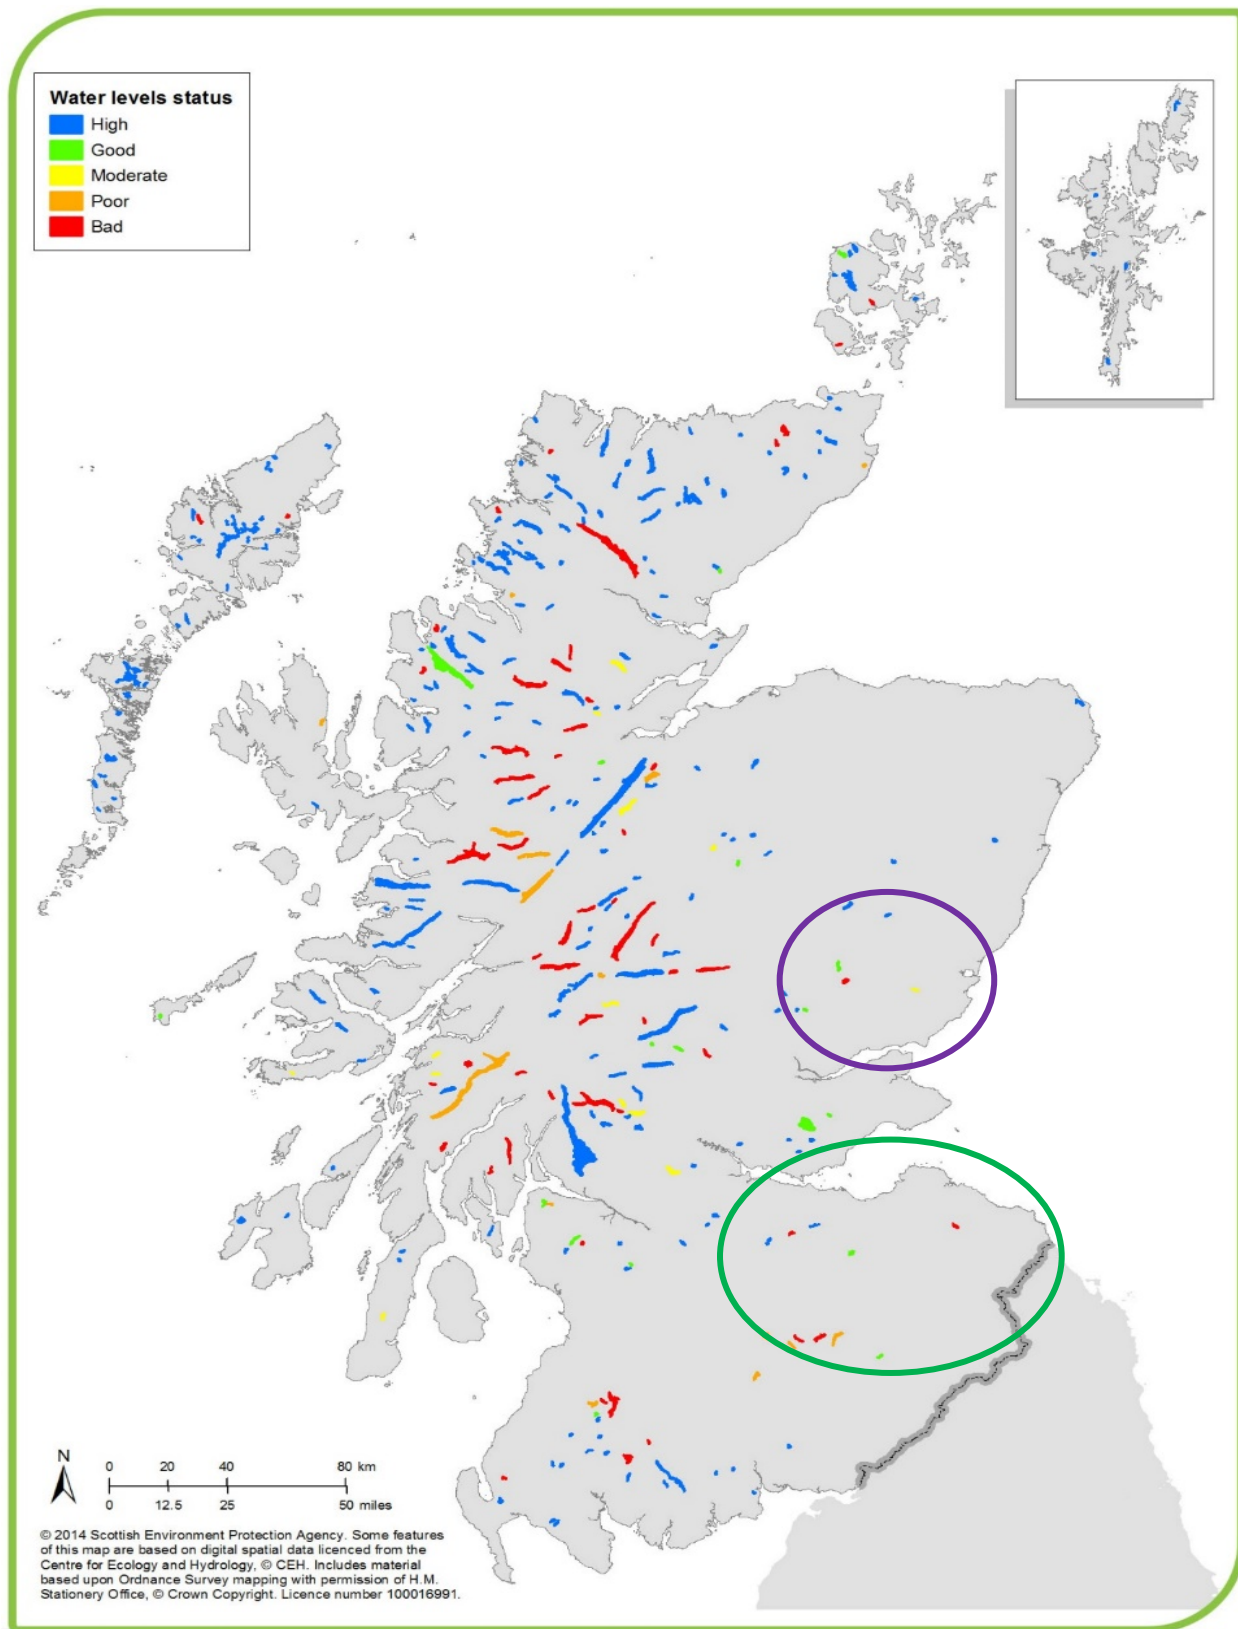 Water levels status
High
Good
Moderate
Poor
Bad
N
0 20 40 80 km
0 12.5 25 50 miles
© 2014 Scottish Environment Protection Agency. Some features
of this map are based on digital spatial data licenced from the
Centre for Ecology and Hydrology, © CEH. Includes material
based upon Ordnance Survey mapping with permission of H.M.
Stationery Office, © Crown Copyright. Licence number 100016991.